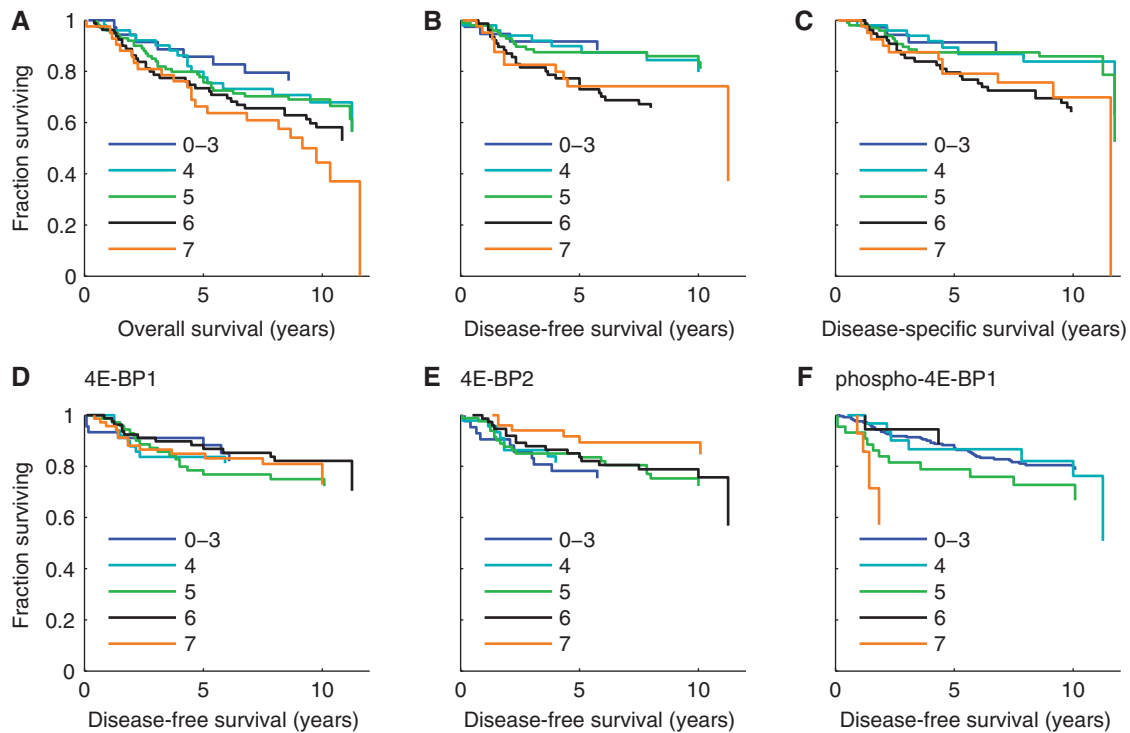 A
B
C
Fraction surviving
1
0.8
0.6
0.4
0.2
0
0–3
4
5
6
7
0–3
4
5
6
7
0–3
4
5
6
7
0 5 10
0 5 10
0 5 10
Overall survival (years)
Disease-free survival (years)
Disease-specific survival (years)
D 4E-BP1
E 4E-BP2
F phospho-4E-BP1
Fraction surviving
1
0.8
0.6
0.4
0.2
0
0–3
4
5
6
7
0–3
4
5
6
7
0–3
4
5
6
7
0 5 10
0 5 10
0 5 10
Disease-free survival (years)
Disease-free survival (years)
Disease-free survival (years)